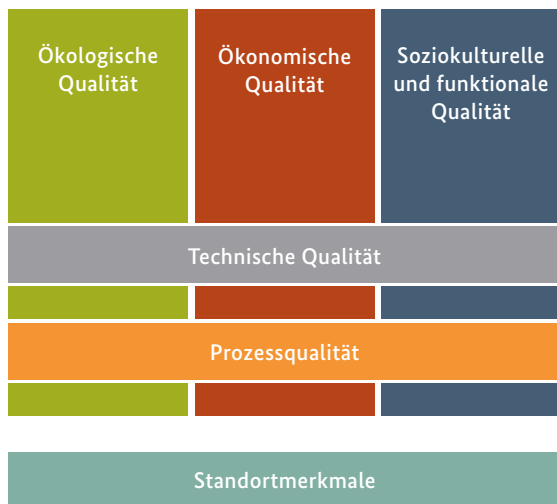 Ökologische
Qualität
Ökonomische
Qualität
Soziokulturelle
und funktionale
Qualität
Technische Qualität
Prozessqualität
Standortmerkmale